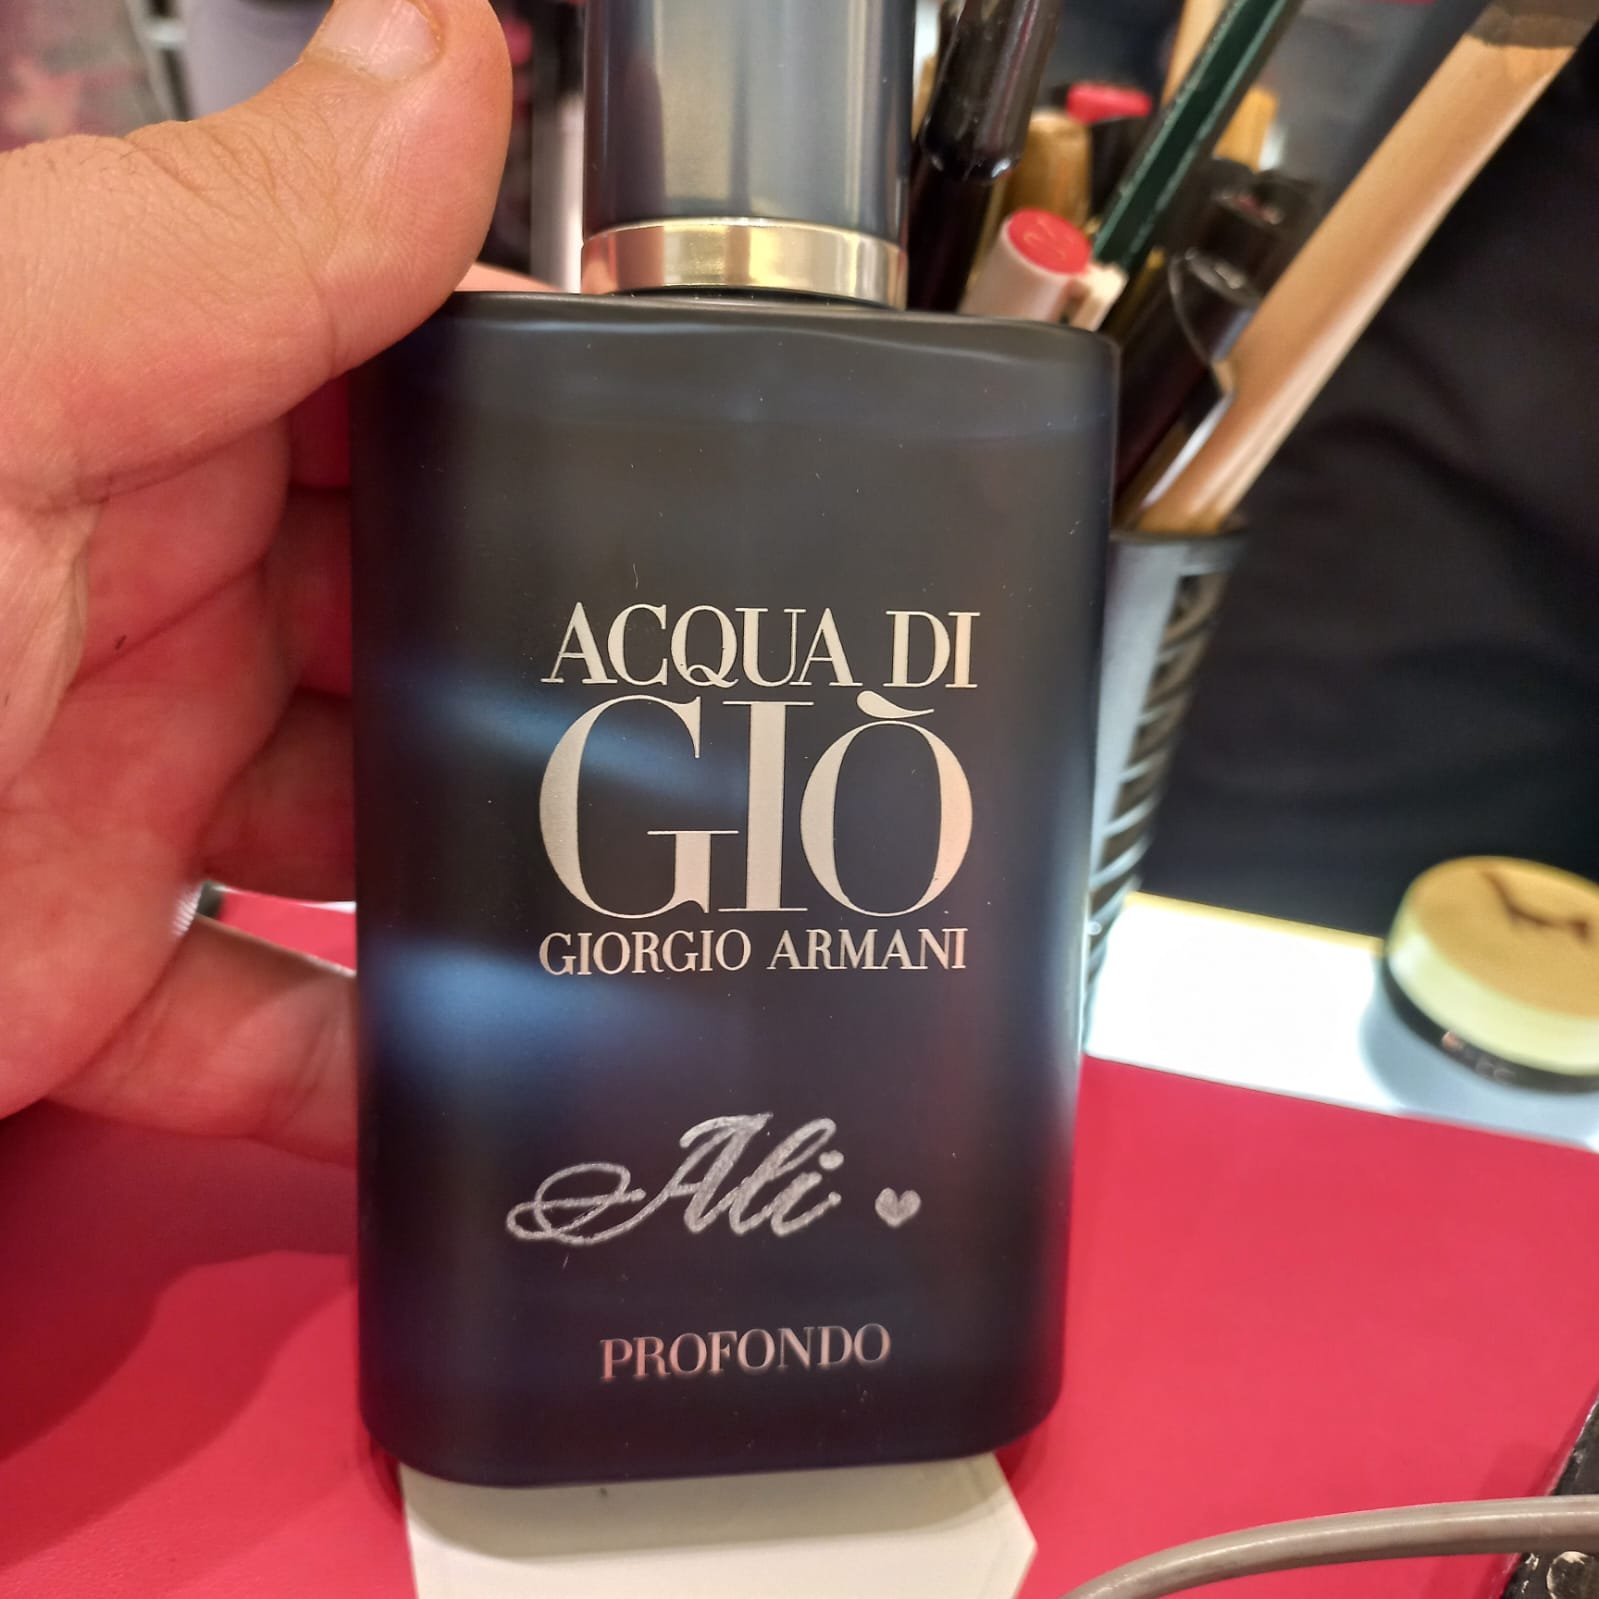 ACQUA DI
GIÒ
GIORGIO ARMANI
Ali
PROFONDO